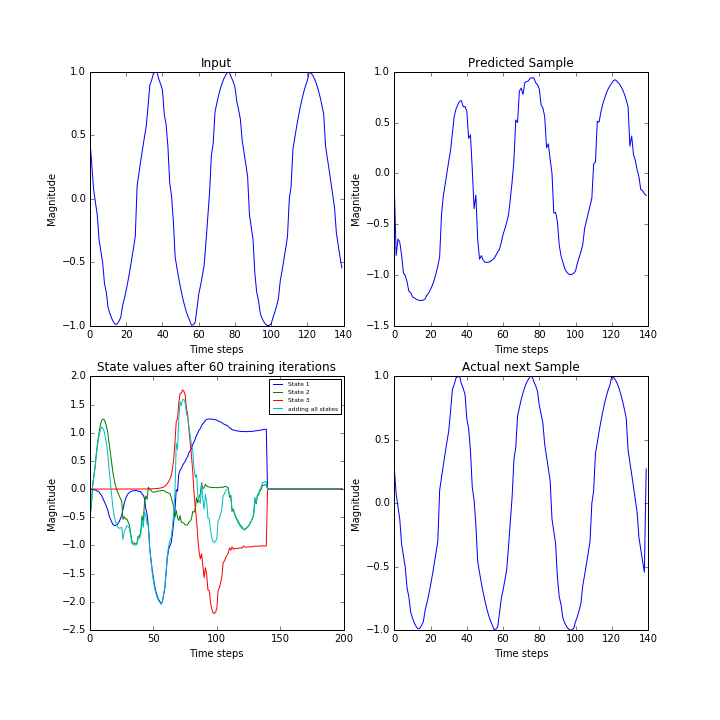 Input
Magnitude
1.0
0.5
0.0
−0.5
−1.0
0 20 40 60 80 100 120 140
Time steps
Predicted Sample
Magnitude
1.0
0.5
0.0
−0.5
−1.0
−1.5
0 20 40 60 80 100 120 140
Time steps
State values after 60 training iterations
Magnitude
2.0
1.5
1.0
0.5
0.0
−0.5
−1.0
−1.5
−2.0
−2.5
State 1
State 2
State 3
adding all states
0 50 100 150 200
Time steps
Actual next Sample
Magnitude
1.0
0.5
0.0
−0.5
−1.0
0 20 40 60 80 100 120 140
Time steps